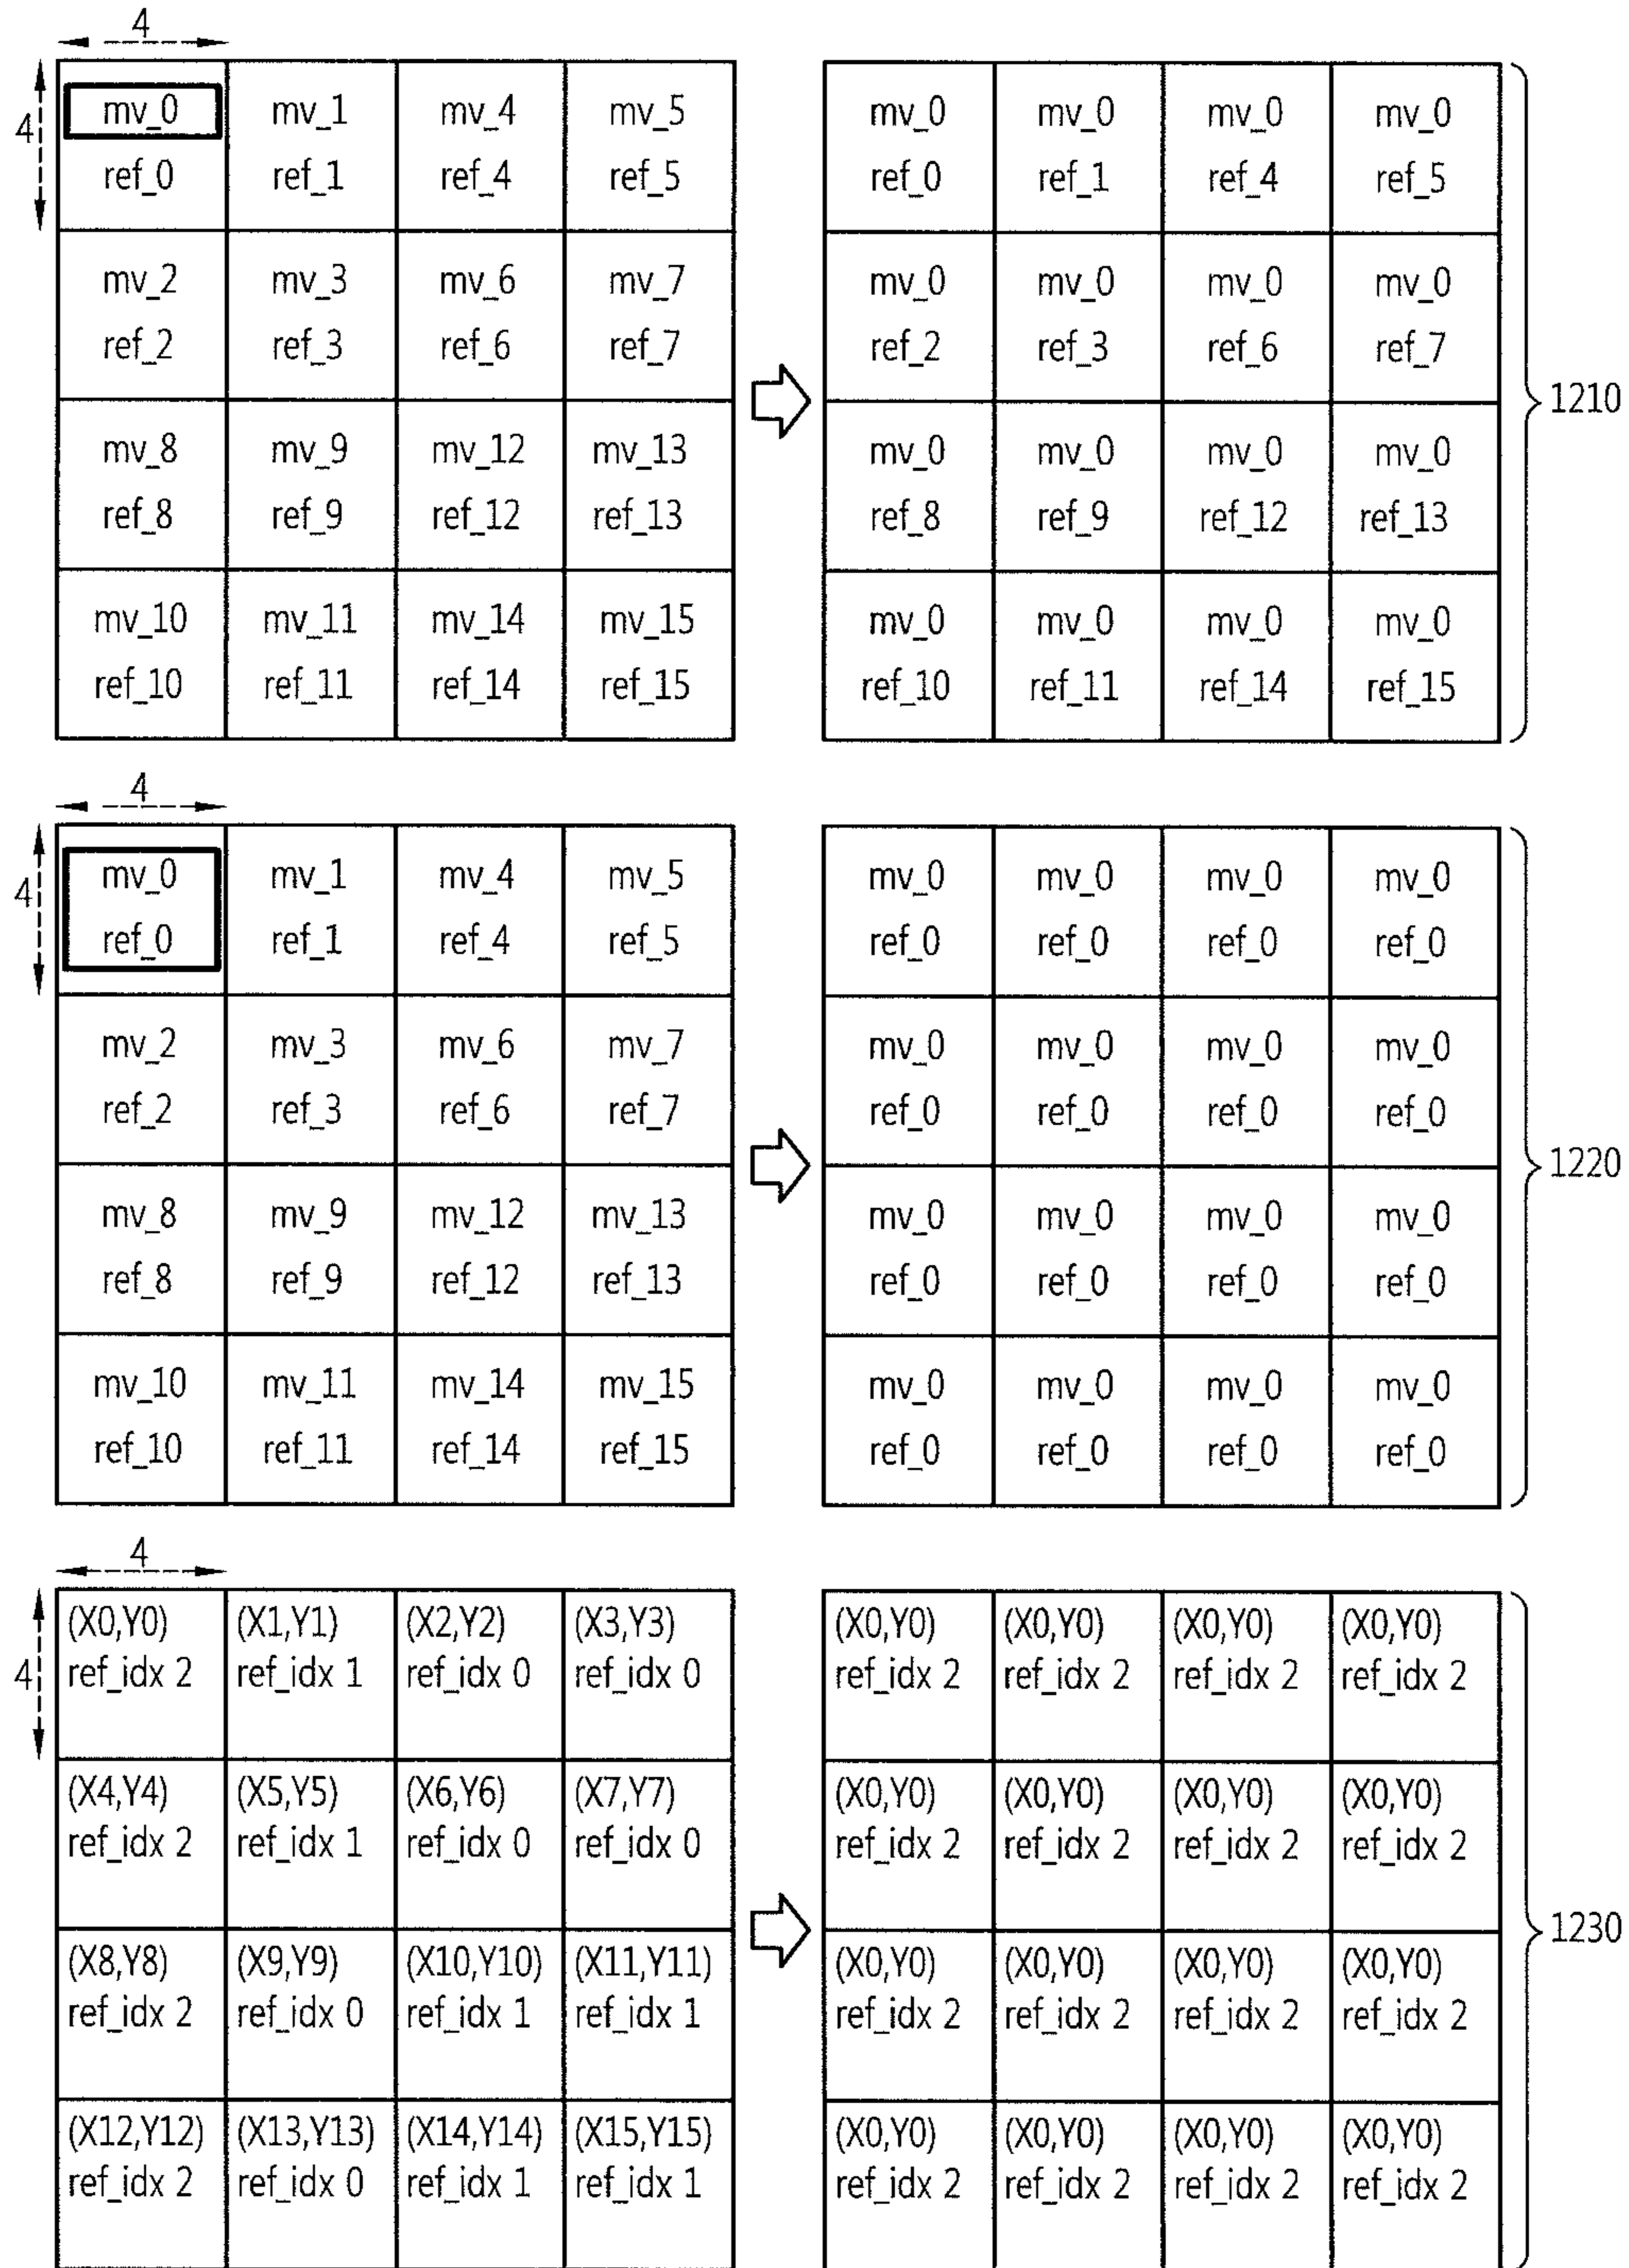 4
4
mv_0 mv_1 mv_4 mv_5 mv_0 mv_0 mv_0 mv_0
ref_0 ref_1 ref_4 ref_5 ref_0 ref_1 ref_4 ref_5
mv_2 mv_3 mv_6 mv_7 mv_0 mv_0 mv_0 mv_0
ref_2 ref_3 ref_6 ref_7 ref_2 ref_3 ref_6 ref_7
1210
mv_8 mv_9 mv_12 mv_13 mv_0 mv_0 mv_0 mv_0
ref_8 ref_9 ref_12 ref_13 ref_8 ref_9 ref_12 ref_13
mv_10 mv_11 mv_14 mv_15 mv_0 mv_0 mv_0 mv_0
ref_10 ref_11 ref_14 ref_15 ref_10 ref_11 ref_14 ref_15
4
4
mv_0 mv_1 mv_4 mv_5 mv_0 mv_0 mv_0 mv_0
ref_0 ref_1 ref_4 ref_5 ref_0 ref_0 ref_0 ref_0
mv_2 mv_3 mv_6 mv_7 mv_0 mv_0 mv_0 mv_0
ref_2 ref_3 ref_6 ref_7 ref_0 ref_0 ref_0 ref_0
1220
mv_8 mv_9 mv_12 mv_13 mv_0 mv_0 mv_0 mv_0
ref_8 ref_9 ref_12 ref_13 ref_0 ref_0 ref_0 ref_0
mv_10 mv_11 mv_14 mv_15 mv_0 mv_0 mv_0 mv_0
ref_10 ref_11 ref_14 ref_15 ref_0 ref_0 ref_0 ref_0
4
4
(X0,Y0) (X1,Y1) (X2,Y2) (X3,Y3) (X0,Y0) (X0,Y0) (X0,Y0) (X0,Y0)
ref_idx 2 ref_idx 1 ref_idx 0 ref_idx 0 ref_idx 2 ref_idx 2 ref_idx 2 ref_idx 2
(X4,Y4) (X5,Y5) (X6,Y6) (X7,Y7) (X0,Y0) (X0,Y0) (X0,Y0) (X0,Y0)
ref_idx 2 ref_idx 1 ref_idx 0 ref_idx 0 ref_idx 2 ref_idx 2 ref_idx 2 ref_idx 2
1230
(X8,Y8) (X9,Y9) (X10,Y10) (X11,Y11) (X0,Y0) (X0,Y0) (X0,Y0) (X0,Y0)
ref_idx 2 ref_idx 0 ref_idx 1 ref_idx 1 ref_idx 2 ref_idx 2 ref_idx 2 ref_idx 2
(X12,Y12) (X13,Y13) (X14,Y14) (X15,Y15) (X0,Y0) (X0,Y0) (X0,Y0) (X0,Y0)
ref_idx 2 ref_idx 0 ref_idx 1 ref_idx 1 ref_idx 2 ref_idx 2 ref_idx 2 ref_idx 2